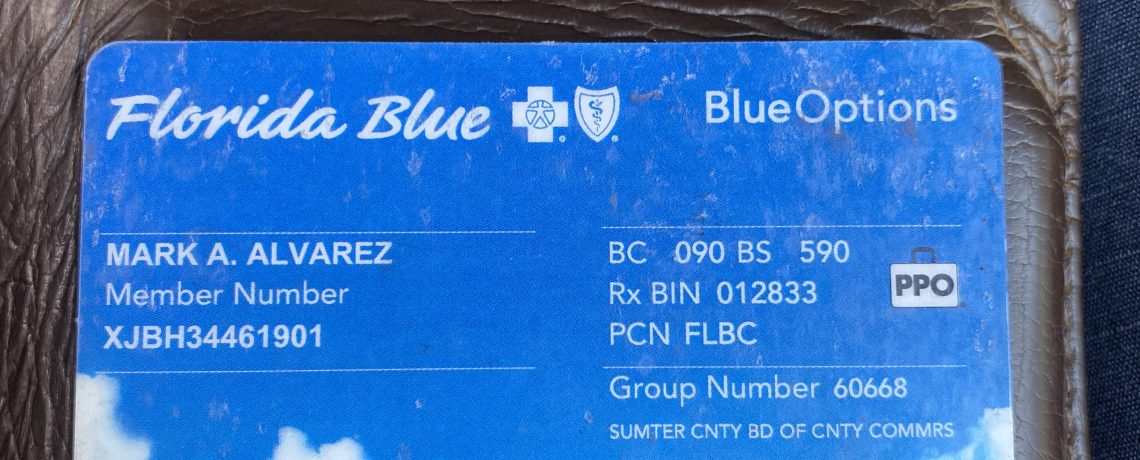 Florida Blue BlueOptions
MARK A. ALVAREZ
Member Number
XJBH34461901
BC 090 BS 590
Rx BIN 012833
PCN FLBC
PPO
Group Number 60668
SUMTER CNTY BD OF CNTY COMMRS